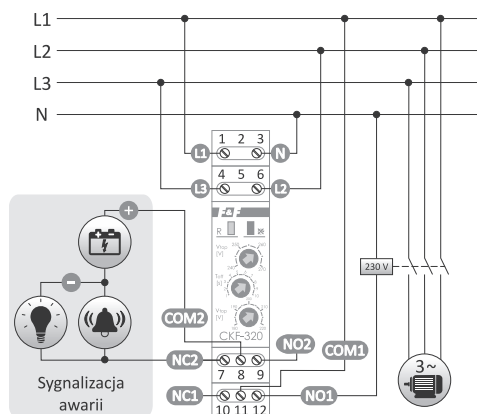 L1
L2
L3
N
1 2 3
L1
N
4 5 6
L3
L2
F&F
R
+
-
230 V
COM2
CKF-320
NO2
COM1
NC2
7 8 9
3~
Sygnalizacja
awarii
NC1
NO1
10 11 12